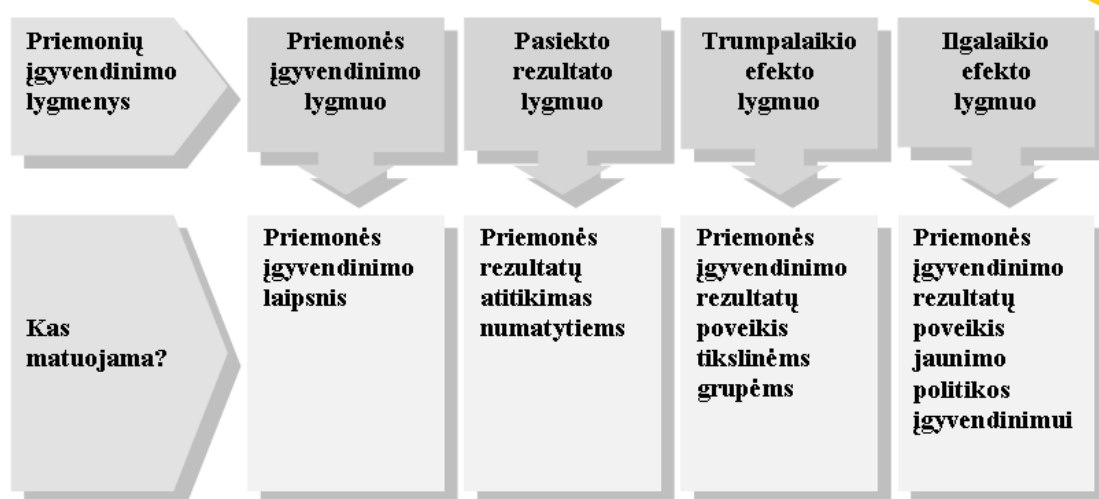 Priemonių
įgyvendinimo
lygmenys
Priemonės
įgyvendinimo
lygmuo
Pasiekto
rezultato
lygmuo
Trumpalaikio
efekto
lygmuo
Ilgalaikio
efekto
lygmuo
Kas
matuojama?
Priemonės
įgyvendinimo
laipsnis
Priemonės
rezultatų
atitikimas
numatytiems
Priemonės
įgyvendinimo
rezultatų
poveikis
tikslinėms
grupėms
Priemonės
įgyvendinimo
rezultatų
poveikis
jaunimo
politikos
įgyvendinimui